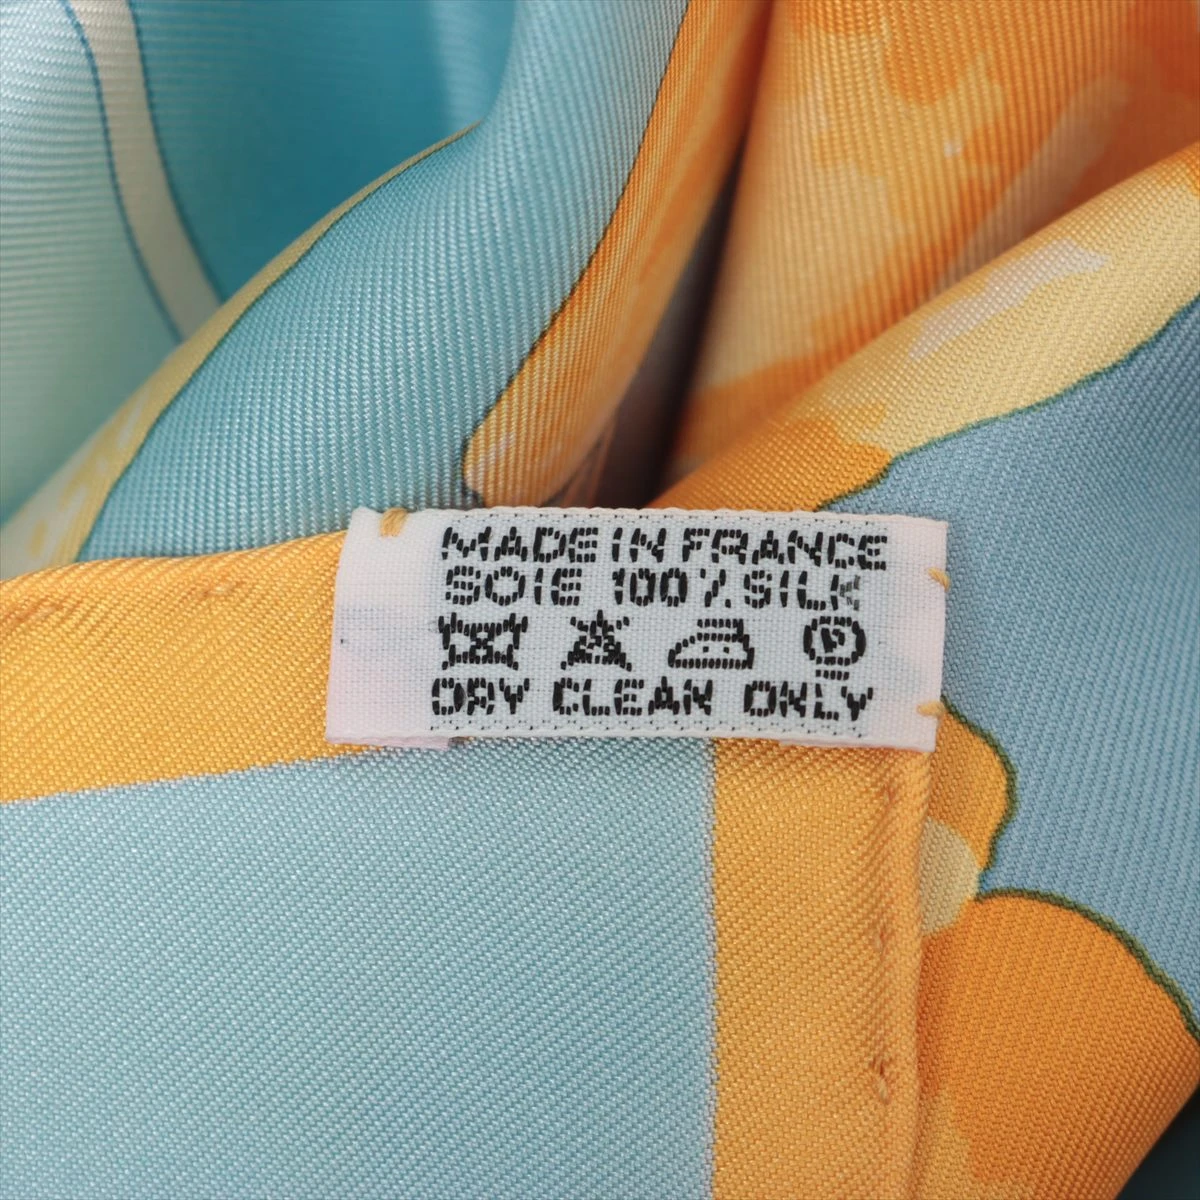 MADE IN FRANCE
SOIE 100% SILK
DRY CLEAN ONLY